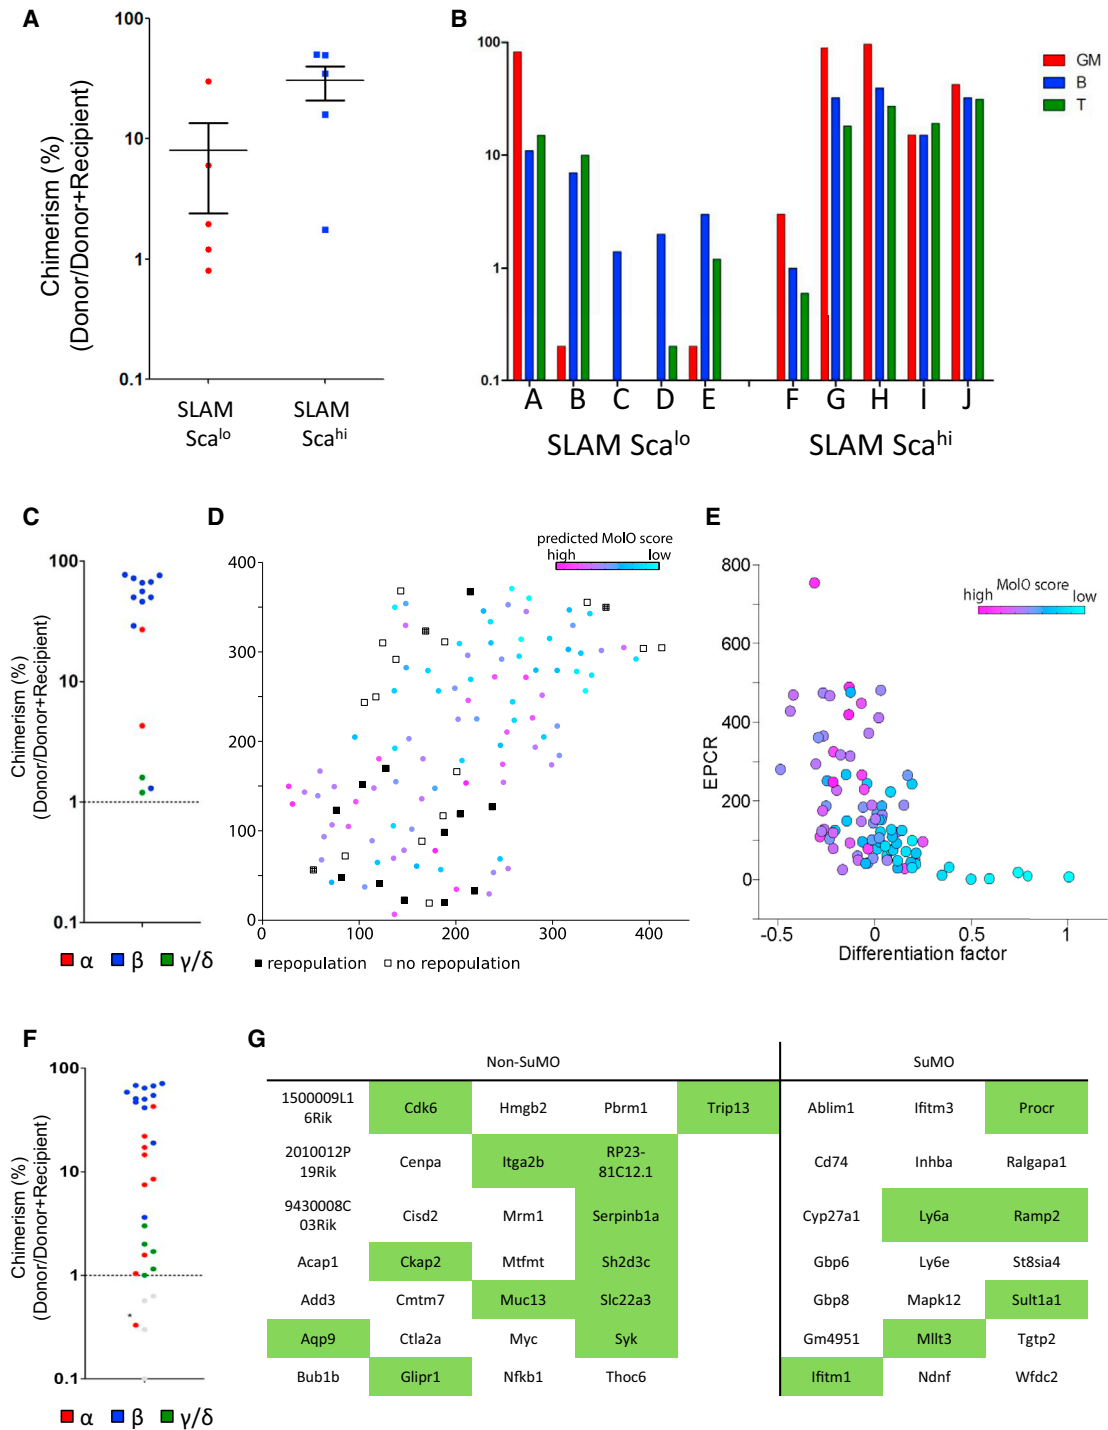 A
100
10
1
0.1
Chimerism (%)
(Donor/Donor+Recipient)
SLAM
Sca^lo
SLAM
Sca^hi
B
100
10
1
0.1
GM
B
T
A B C D E F G H I J
SLAM Sca^lo
SLAM Sca^hi
C
100
10
1
0.1
Chimerism (%)
(Donor/Donor+Recipient)
α β γ/δ
D
predicted MolO score
high low
400
300
200
100
0
0 100 200 300 400
repopulation no repopulation
E
MolO score
high low
800
600
400
200
0
EPCR
-0.5 0 0.5 1
Differentiation factor
F
100
10
1
0.1
Chimerism (%)
(Donor/Donor+Recipient)
*
α β γ/δ
G
Non-SuMO SuMO
1500009L1
6Rik Cdk6 Hmgb2 Pbrm1 Trip13 Ablim1 Ifitm3 Procr
2010012P
19Rik Cenpa Itga2b RP23-
81C12.1 Cd74 Inhba Ralgapa1
9430008C
03Rik Cisd2 Mrm1 Serpinb1a Cyp27a1 Ly6a Ramp2
Acap1 Ckap2 Mtfmt Sh2d3c Gbp6 Ly6e St8sia4
Add3 Cmtm7 Muc13 Slc22a3 Gbp8 Mapk12 Sult1a1
Aqp9 Ctla2a Myc Syk Gm4951 Mllt3 Tgtp2
Bub1b Glipr1 Nfkb1 Thoc6 Ifitm1 Ndnf Wfdc2